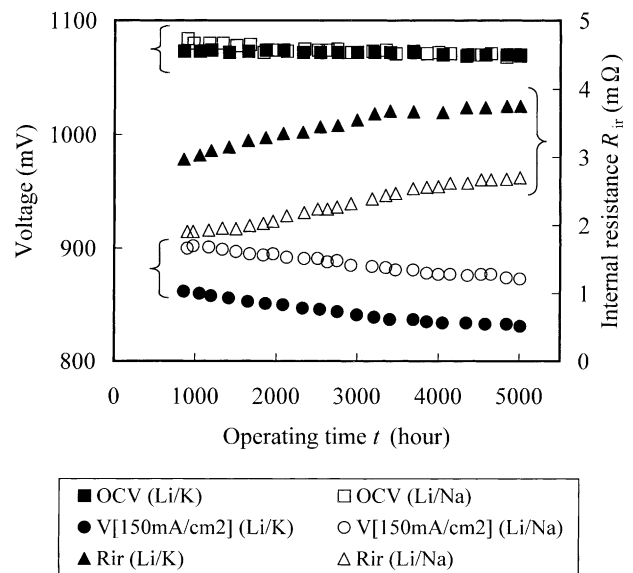 1100
1000
900
800
Voltage (mV)
5
4
3
2
1
0
Internal resistance R ir (m Ω)
0 1000 2000 3000 4000 5000
Operating time t (hour)
■ OCV (Li/K) □ OCV (Li/Na)
● V[150mA/cm2] (Li/K) ○ V[150mA/cm2] (Li/Na)
▲ Rir (Li/K) △ Rir (Li/Na)